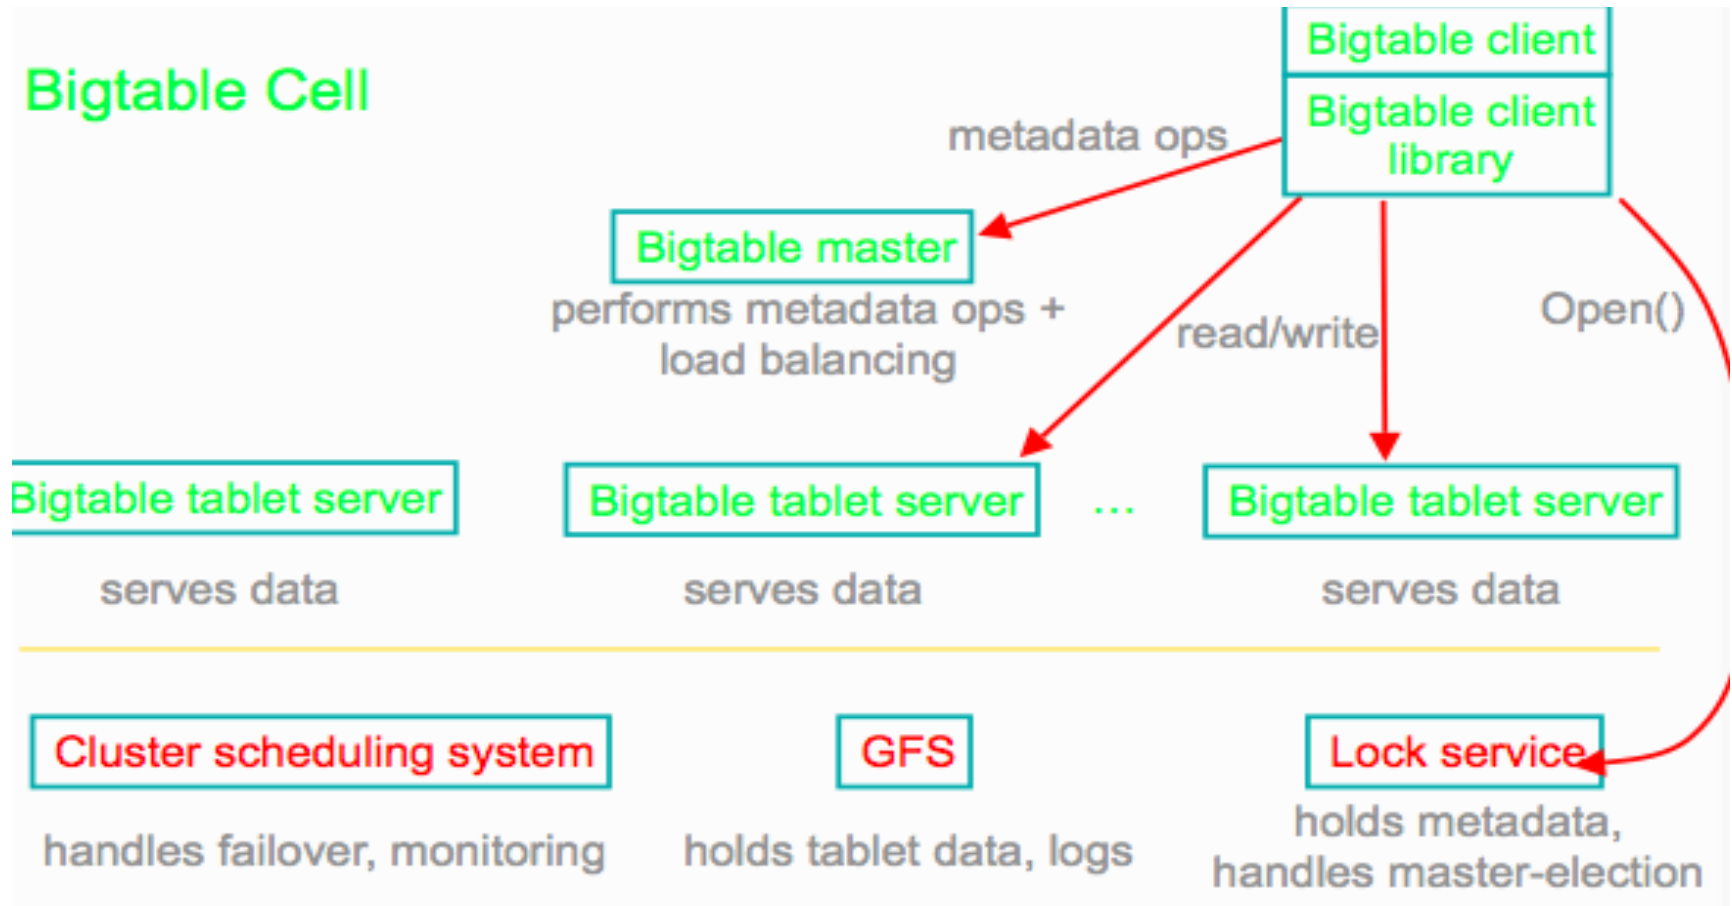 Bigtable client
Bigtable Cell
Bigtable client
library
metadata ops
Bigtable master
performs metadata ops +
load balancing
read/write
Open()
Bigtable tablet server
Bigtable tablet server
...
Bigtable tablet server
serves data
serves data
serves data
Cluster scheduling system
GFS
Lock service
handles failover, monitoring
holds tablet data, logs
holds metadata,
handles master-election